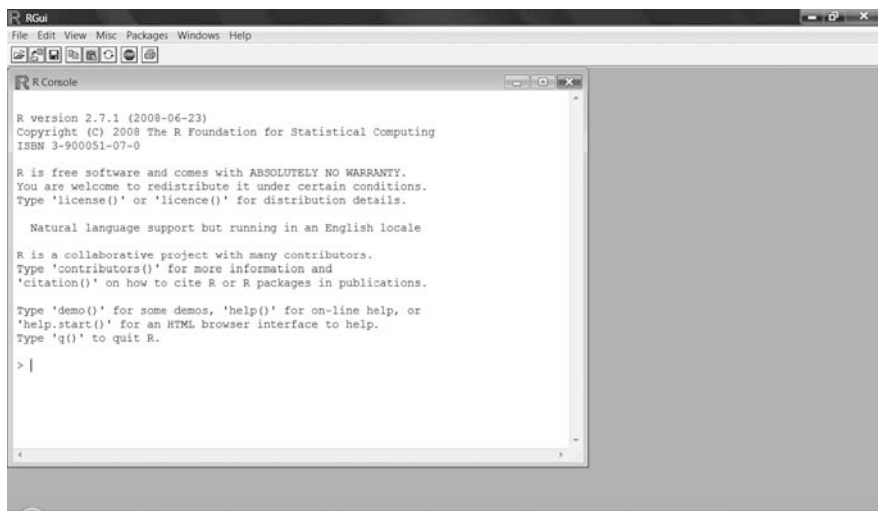 RGui
File Edit View Misc Packages Windows Help
R Console
R version 2.7.1 (2008-06-23)
Copyright (C) 2008 The R Foundation for Statistical Computing
ISBN 3-900051-07-0
R is free software and comes with ABSOLUTELY NO WARRANTY.
You are welcome to redistribute it under certain conditions.
Type 'license()' or 'licence()' for distribution details.
Natural language support but running in an English locale
R is a collaborative project with many contributors.
Type 'contributors()' for more information and
'citation()' on how to cite R or R packages in publications.
Type 'demo()' for some demos, 'help()' for on-line help, or
'help.start()' for an HTML browser interface to help.
Type 'q()' to quit R.
>